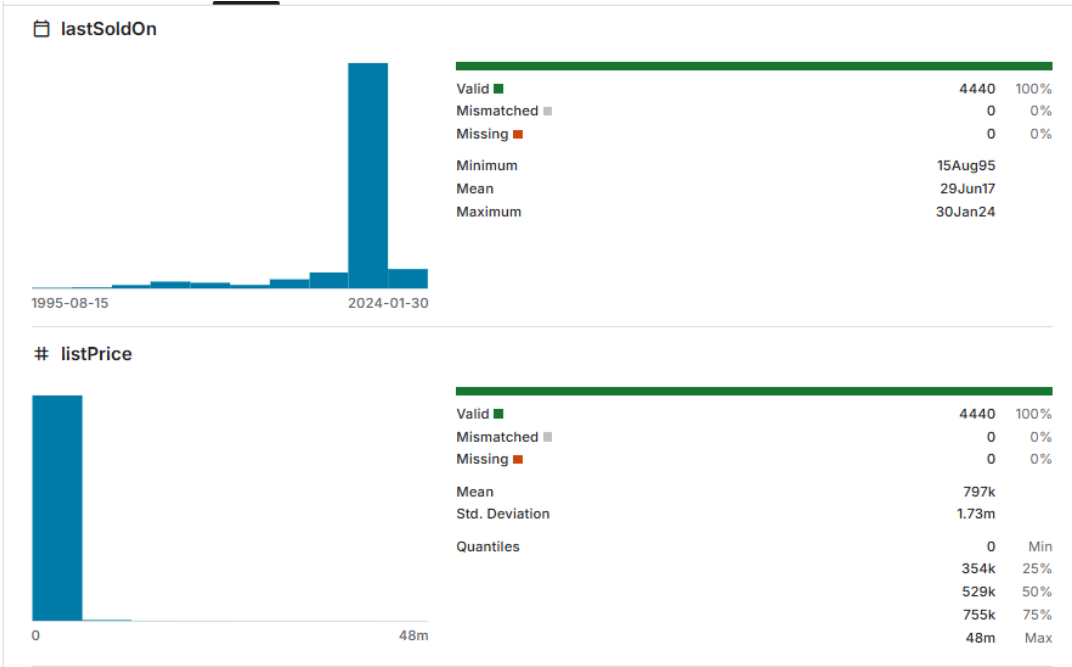 lastSoldOn
Valid 4440 100%
Mismatched 0 0%
Missing 0 0%
Minimum 15Aug95
Mean 29Jun17
Maximum 30Jan24
1995-08-15 2024-01-30
# listPrice
Valid 4440 100%
Mismatched 0 0%
Missing 0 0%
Mean 797k
Std. Deviation 1.73m
Quantiles 0 Min
354k 25%
529k 50%
755k 75%
48m Max
0 48m